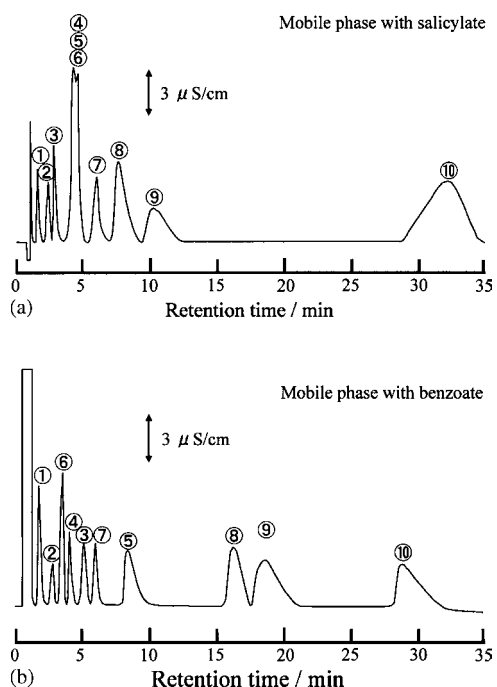 ④
Mobile phase with salicylate
⑤
⑥
3 μS/cm
③
①
②
⑦
⑧
⑨
⑩
0 5 10 15 20 25 30 35
(a)
Retention time / min
Mobile phase with benzoate
3 μS/cm
⑥
①
④
③ ⑦
②
⑤
⑧
⑨
⑩
0 5 10 15 20 25 30 35
(b)
Retention time / min